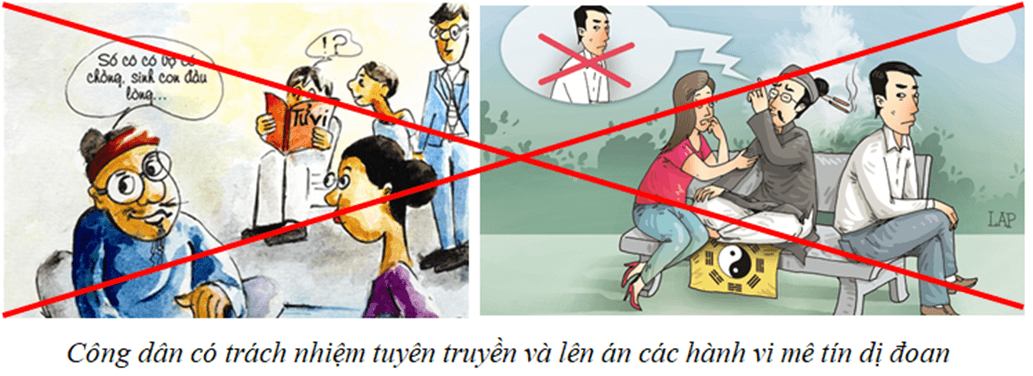 Số cô có vợ có
chồng, sinh con đầu
lòng...
!?
Tử vi
LAP
Công dân có trách nhiệm tuyên truyền và lên án các hành vi mê tín dị đoan